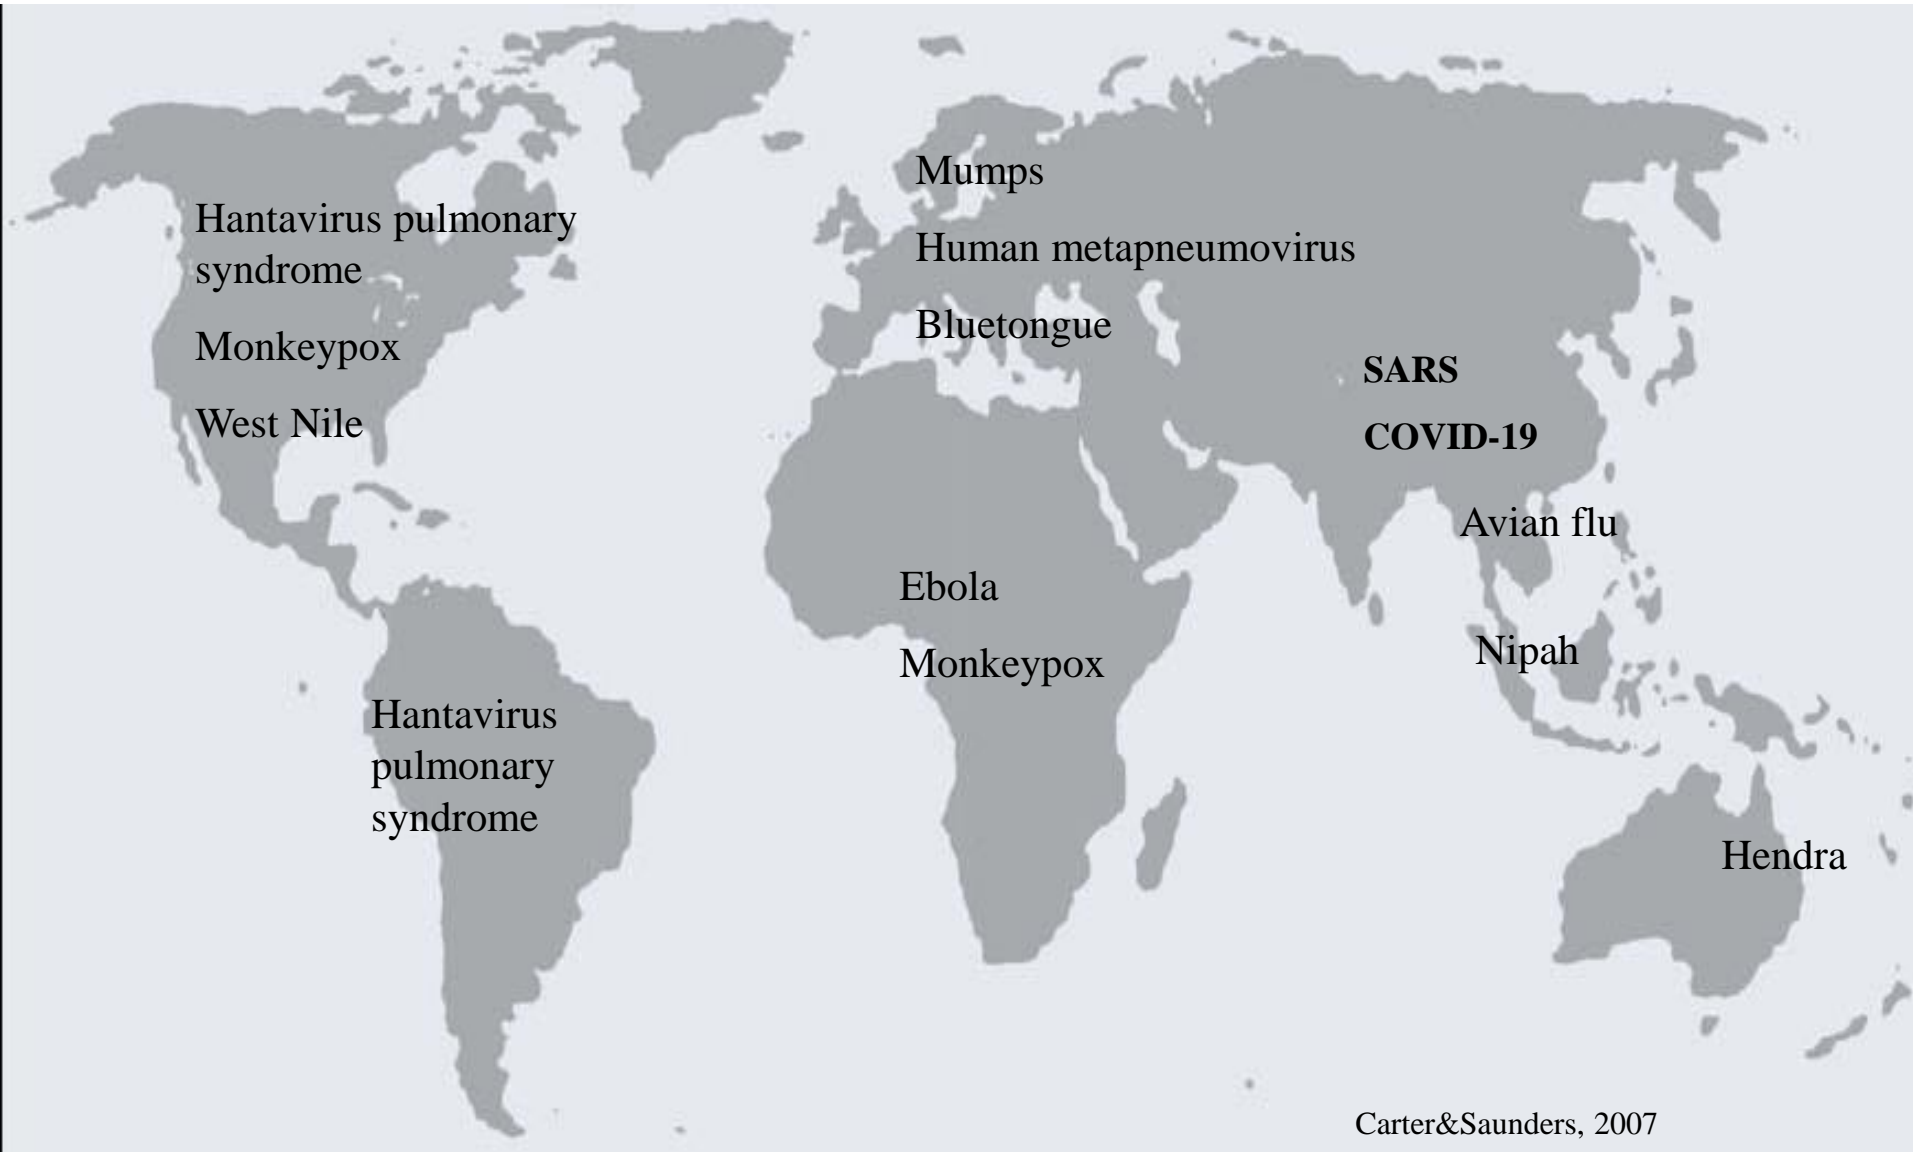 Hantavirus pulmonary
syndrome
Monkeypox
West Nile
Hantavirus
pulmonary
syndrome
Mumps
Human metapneumovirus
Bluetongue
Ebola
Monkeypox
SARS
COVID-19
Avian flu
Nipah
Hendra
Carter&Saunders, 2007